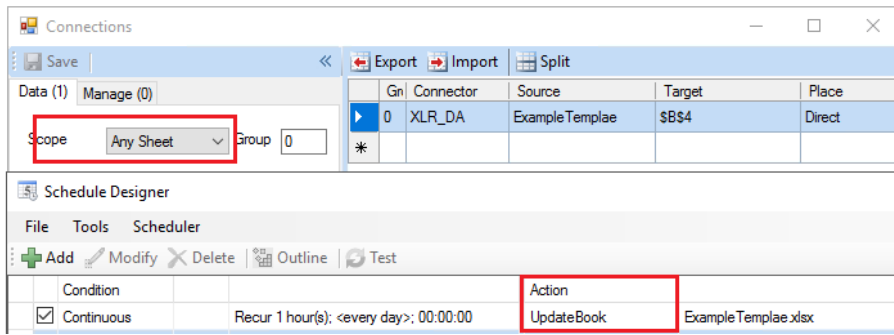 Connections
Save « Export Import Split
Data (1) Manage (0)
Scope Any Sheet Group 0
Gr Connector Source Target Place
0 XLR_DA ExampleTemplae $B$4 Direct
Schedule Designer
File Tools Scheduler
Add Modify Delete Outline Test
Condition Action
Continuous Recur 1 hour(s); <every day>; 00:00:00 UpdateBook ExampleTemplae.xlsx